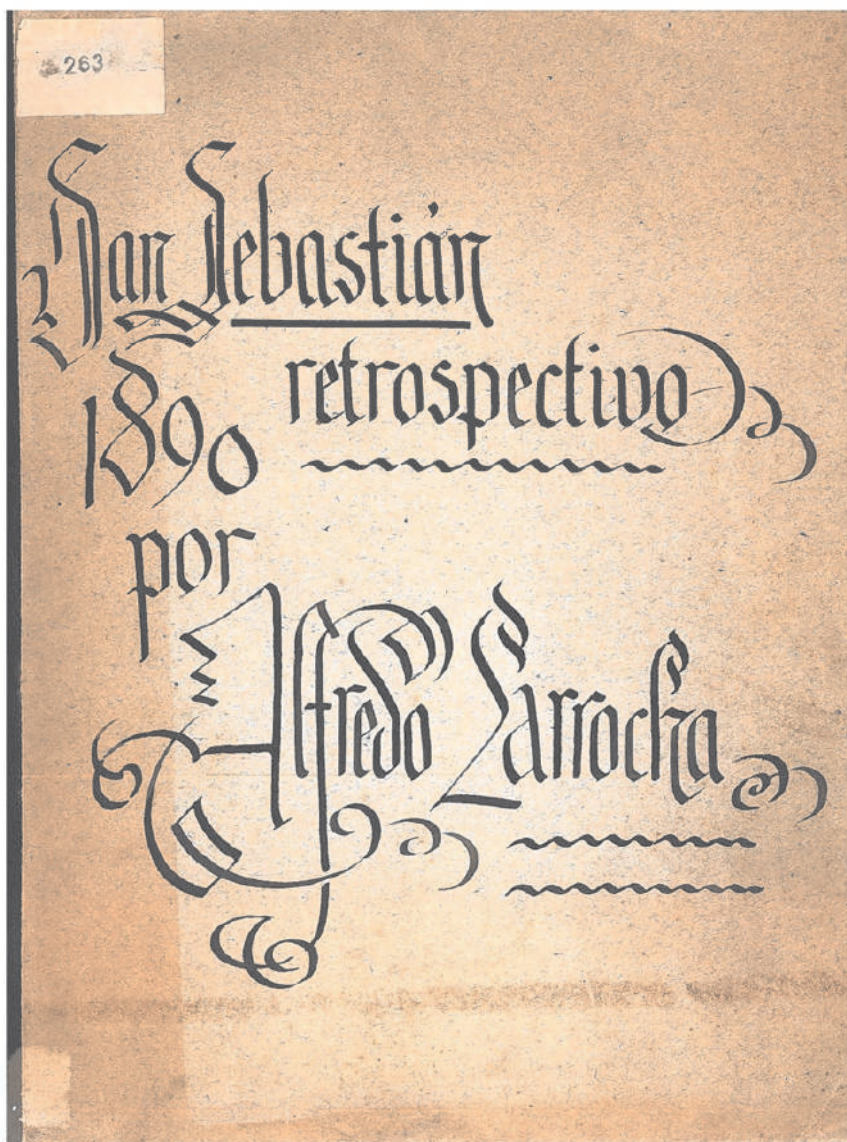 263
San Sebastián
retrospectivo
1890
por
Alfredo Larrocha